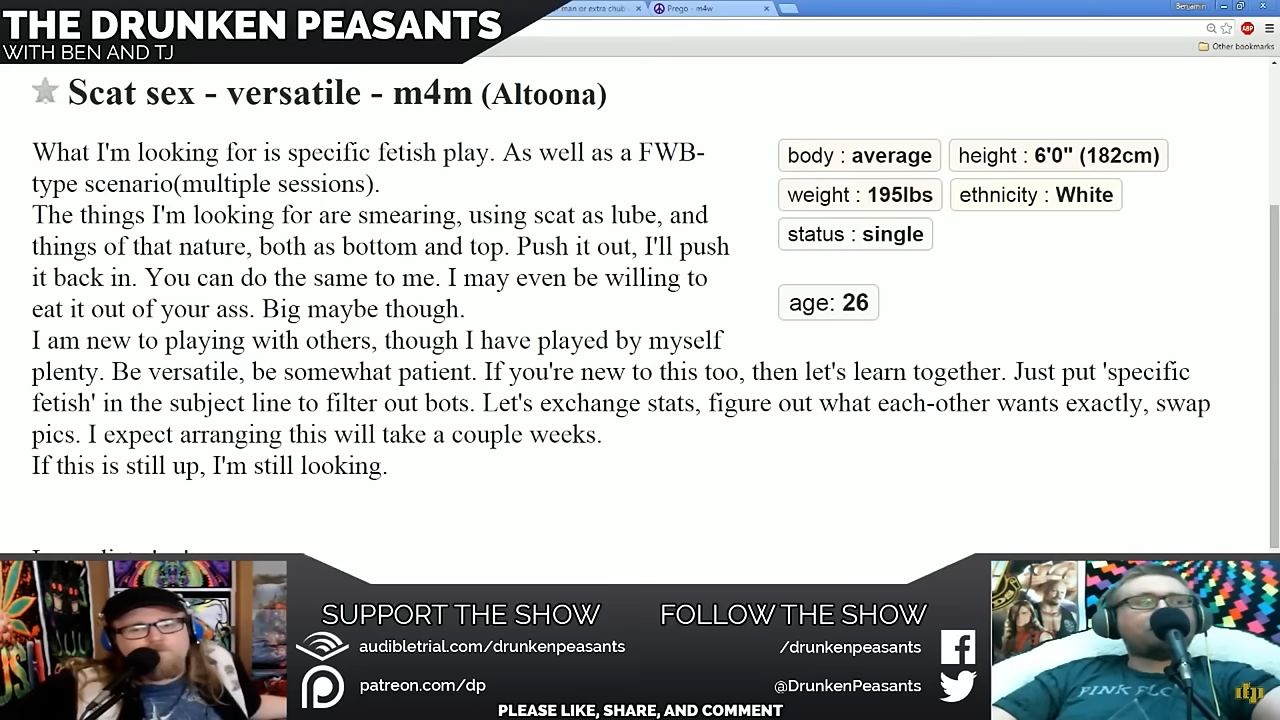 THE DRUNKEN PEASANTS
WITH BEN AND TJ
man or extra chub
Prego - m4w
Benjamin
ABP
Other bookmarks
Scat sex - versatile - m4m (Altoona)
What I'm looking for is specific fetish play. As well as a FWB-
type scenario(multiple sessions).
The things I'm looking for are smearing, using scat as lube, and
things of that nature, both as bottom and top. Push it out, I'll push
it back in. You can do the same to me. I may even be willing to
eat it out of your ass. Big maybe though.
I am new to playing with others, though I have played by myself
plenty. Be versatile, be somewhat patient. If you're new to this too, then let's learn together. Just put 'specific
fetish' in the subject line to filter out bots. Let's exchange stats, figure out what each-other wants exactly, swap
pics. I expect arranging this will take a couple weeks.
If this is still up, I'm still looking.
body : average
height : 6'0" (182cm)
weight : 195lbs
ethnicity : White
status : single
age: 26
SUPPORT THE SHOW
audibletrial.com/drunkenpeasants
patreon.com/dp
FOLLOW THE SHOW
/drunkenpeasants
@DrunkenPeasants
PLEASE LIKE, SHARE, AND COMMENT
PINK FLO
dp